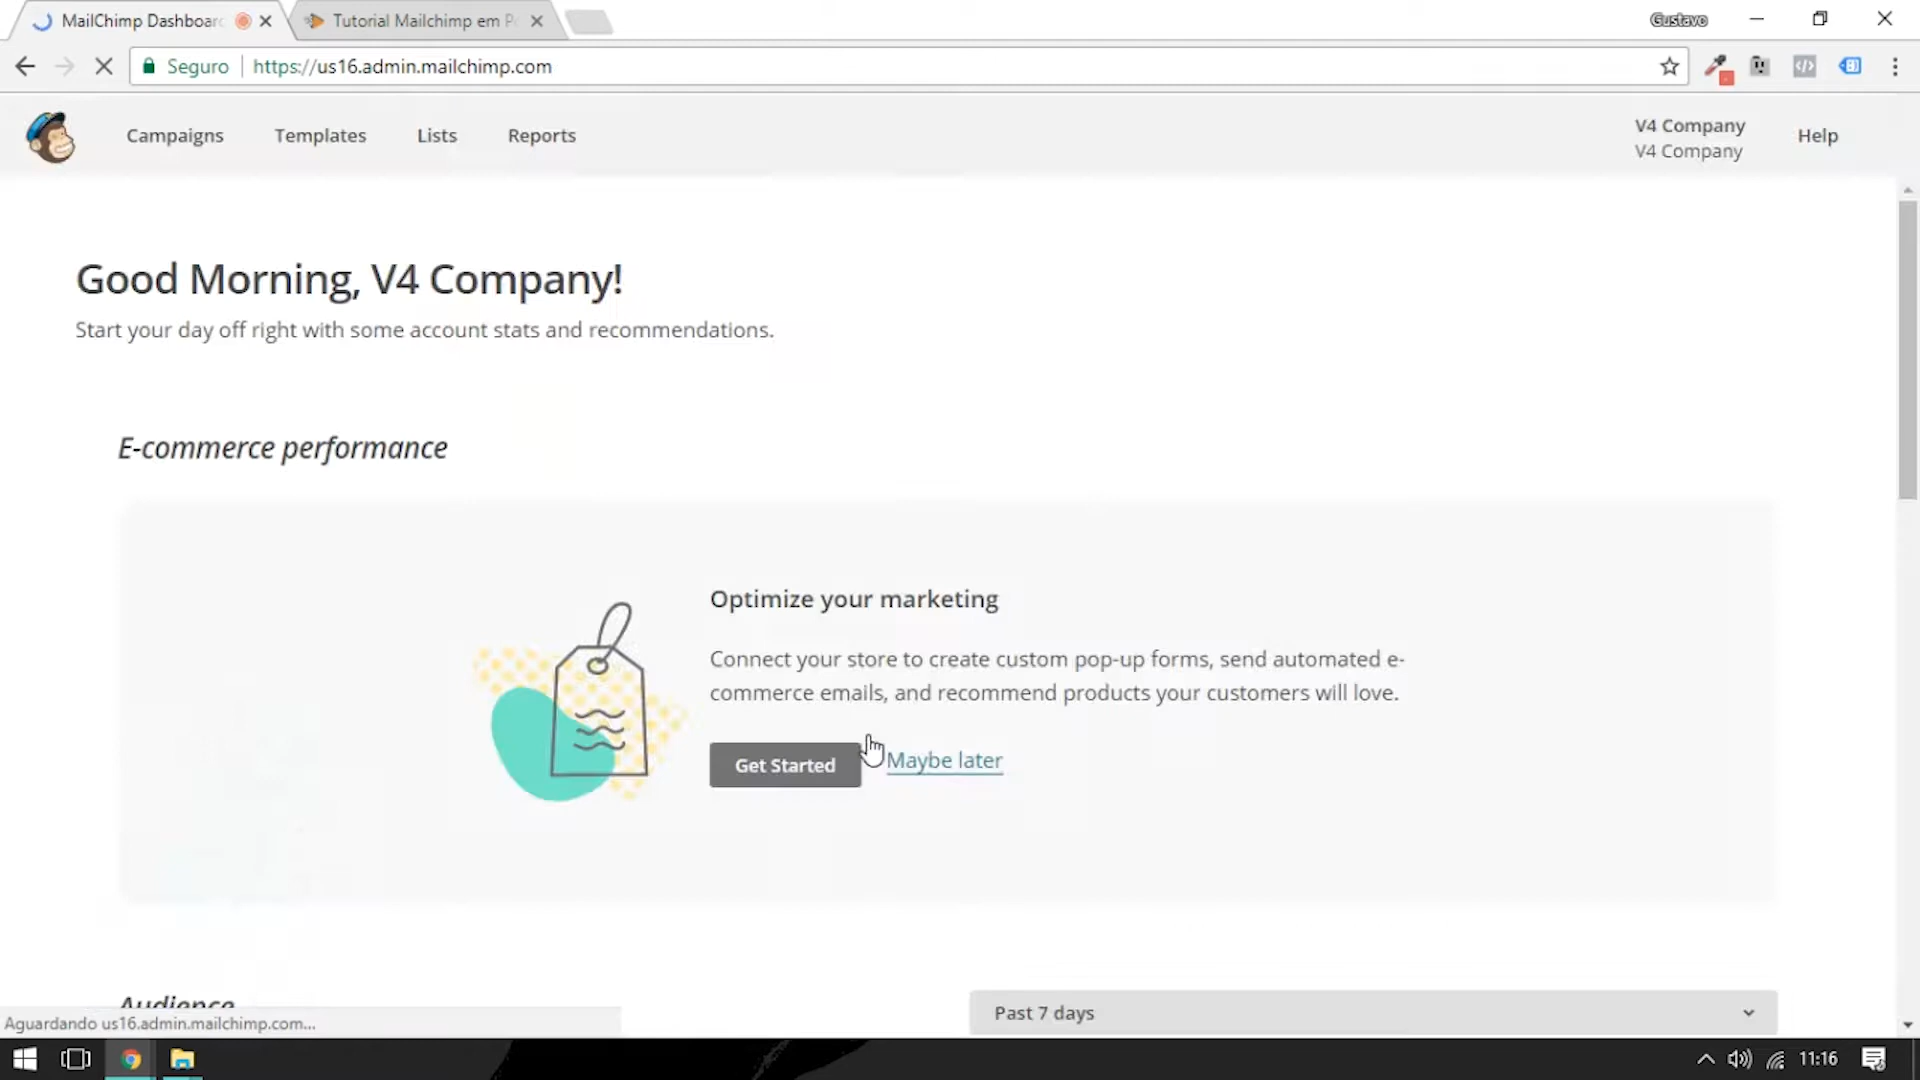 MailChimp Dashboard
Tutorial Mailchimp em P
Gustavo
Seguro
https://us16.admin.mailchimp.com
Campaigns
Templates
Lists
Reports
V4 Company
V4 Company
Help
Good Morning, V4 Company!
Start your day off right with some account stats and recommendations.
E-commerce performance
Optimize your marketing
Connect your store to create custom pop-up forms, send automated e-
commerce emails, and recommend products your customers will love.
Get Started
Maybe later
Audience
Past 7 days
Aguardando us16.admin.mailchimp.com...
11:16